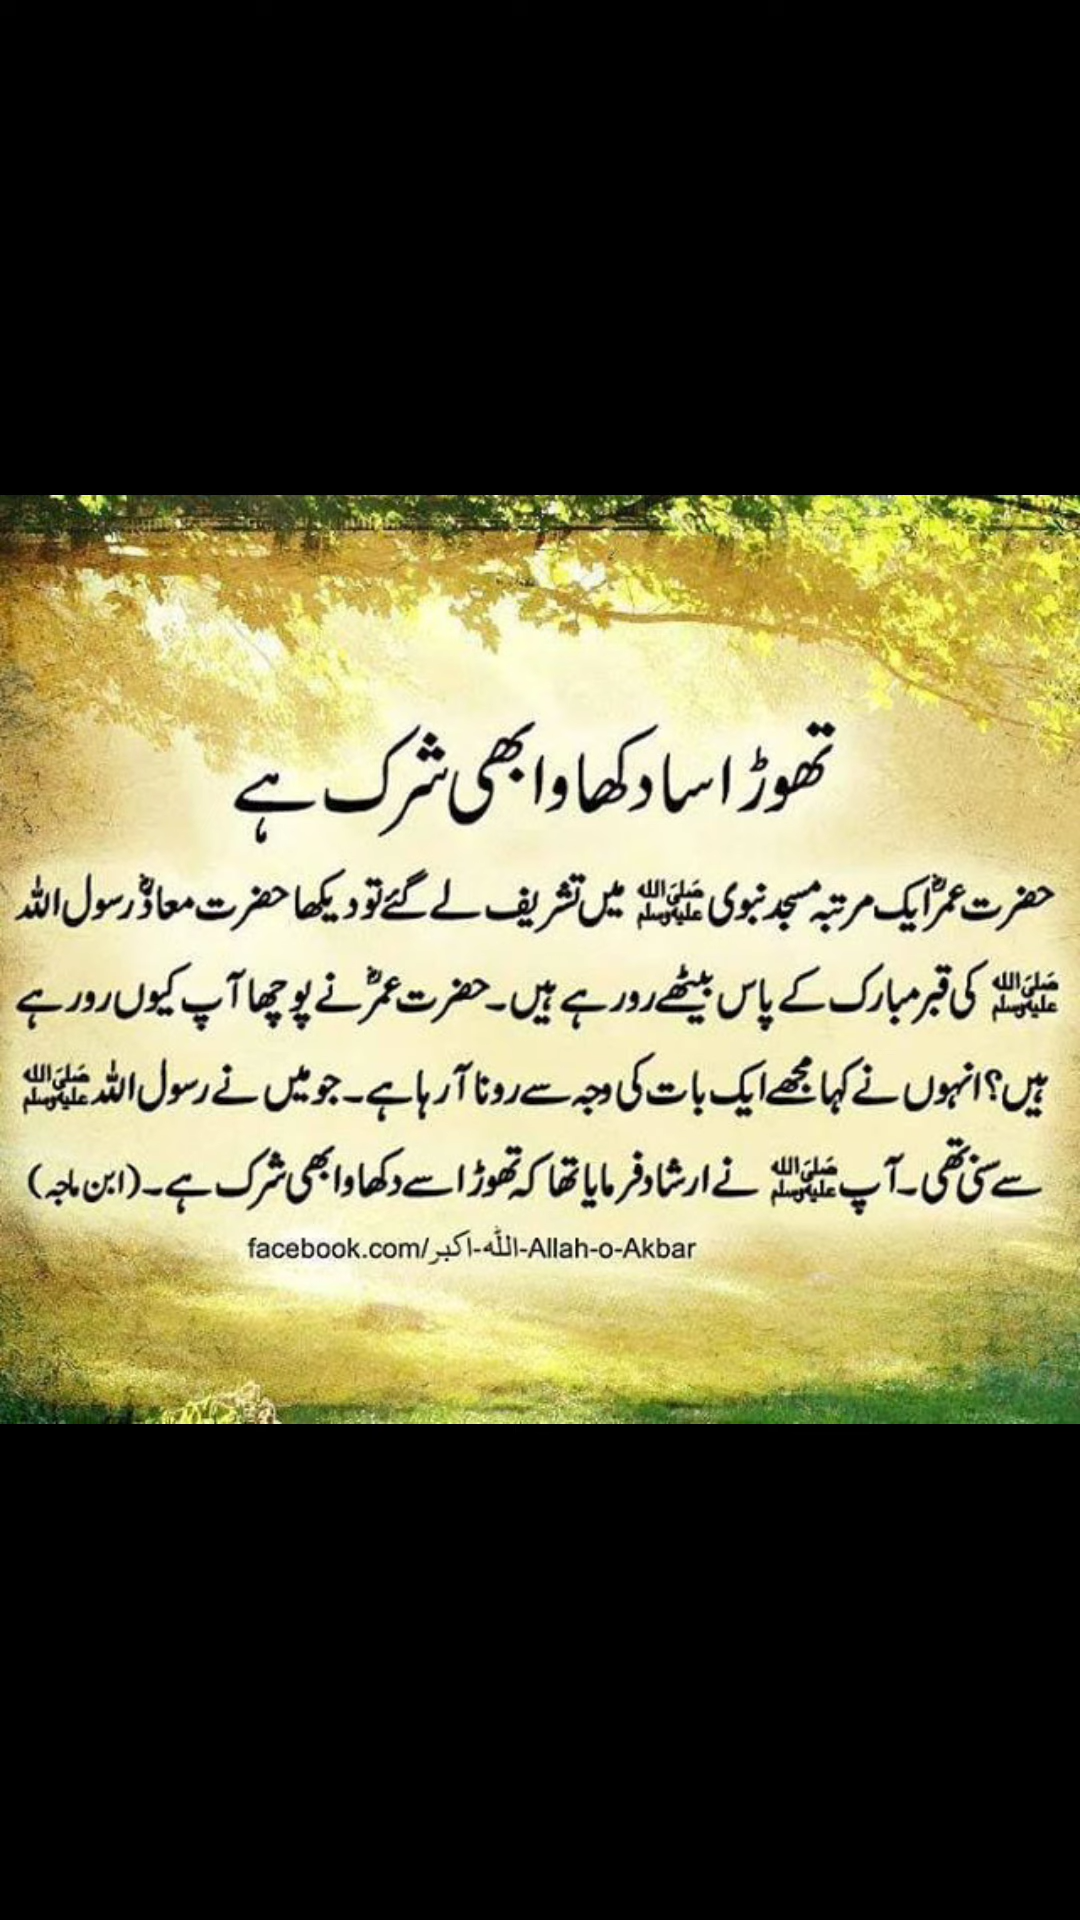 تھوڑا سا دکھاوا بھی شرک ہے
حضرت عمرؓ ایک مرتبہ مسجد نبوی ﷺ میں تشریف لے گئے تو دیکھا حضرت معاذؓ رسول اللہ
ﷺ کی قبر مبارک کے پاس بیٹھے رو رہے ہیں۔ حضرت عمرؓ نے پوچھا آپ کیوں رو رہے
ہیں؟ انہوں نے کہا مجھے ایک بات کی وجہ سے رونا آ رہا ہے۔ جو میں نے رسول اللہ ﷺ
سے سنی تھی۔ آپ ﷺ نے ارشاد فرمایا تھا کہ تھوڑا سے دکھاوا بھی شرک ہے۔ (ابن ماجہ)
facebook.com/الله-اكبر-Allah-o-Akbar